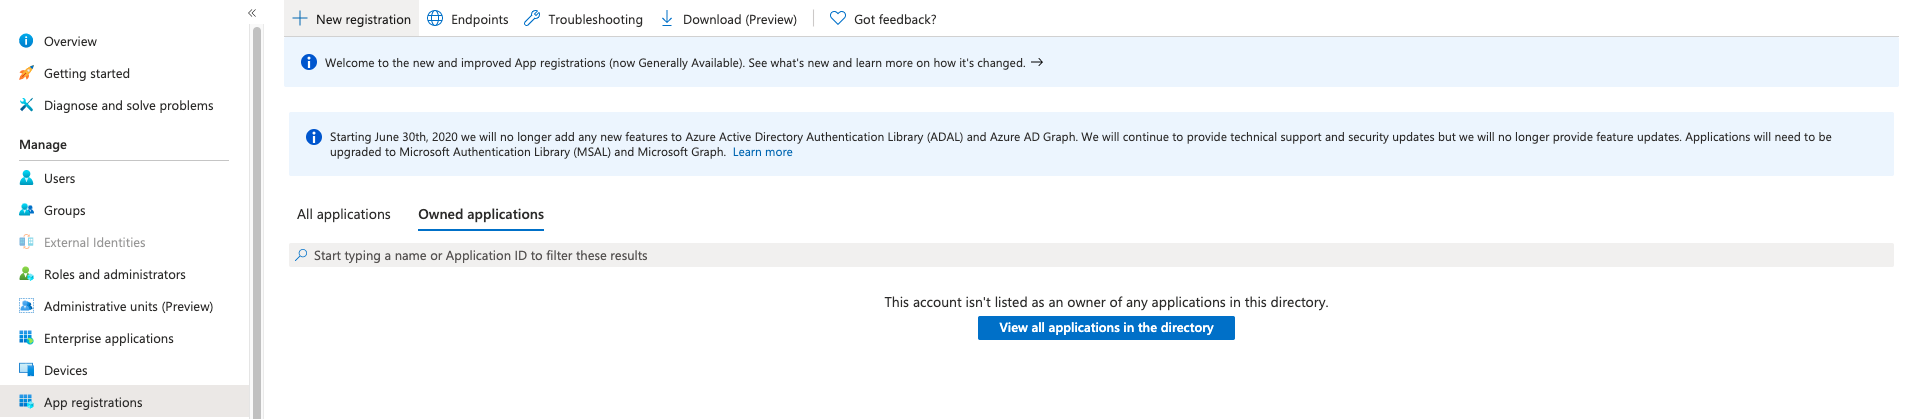 «
Overview
Getting started
Diagnose and solve problems
Manage
Users
Groups
External Identities
Roles and administrators
Administrative units (Preview)
Enterprise applications
Devices
App registrations
New registration
Endpoints
Troubleshooting
Download (Preview)
Got feedback?
Welcome to the new and improved App registrations (now Generally Available). See what's new and learn more on how it's changed. →
Starting June 30th, 2020 we will no longer add any new features to Azure Active Directory Authentication Library (ADAL) and Azure AD Graph. We will continue to provide technical support and security updates but we will no longer provide feature updates. Applications will need to be
upgraded to Microsoft Authentication Library (MSAL) and Microsoft Graph. Learn more
All applications
Owned applications
Start typing a name or Application ID to filter these results
This account isn't listed as an owner of any applications in this directory.
View all applications in the directory